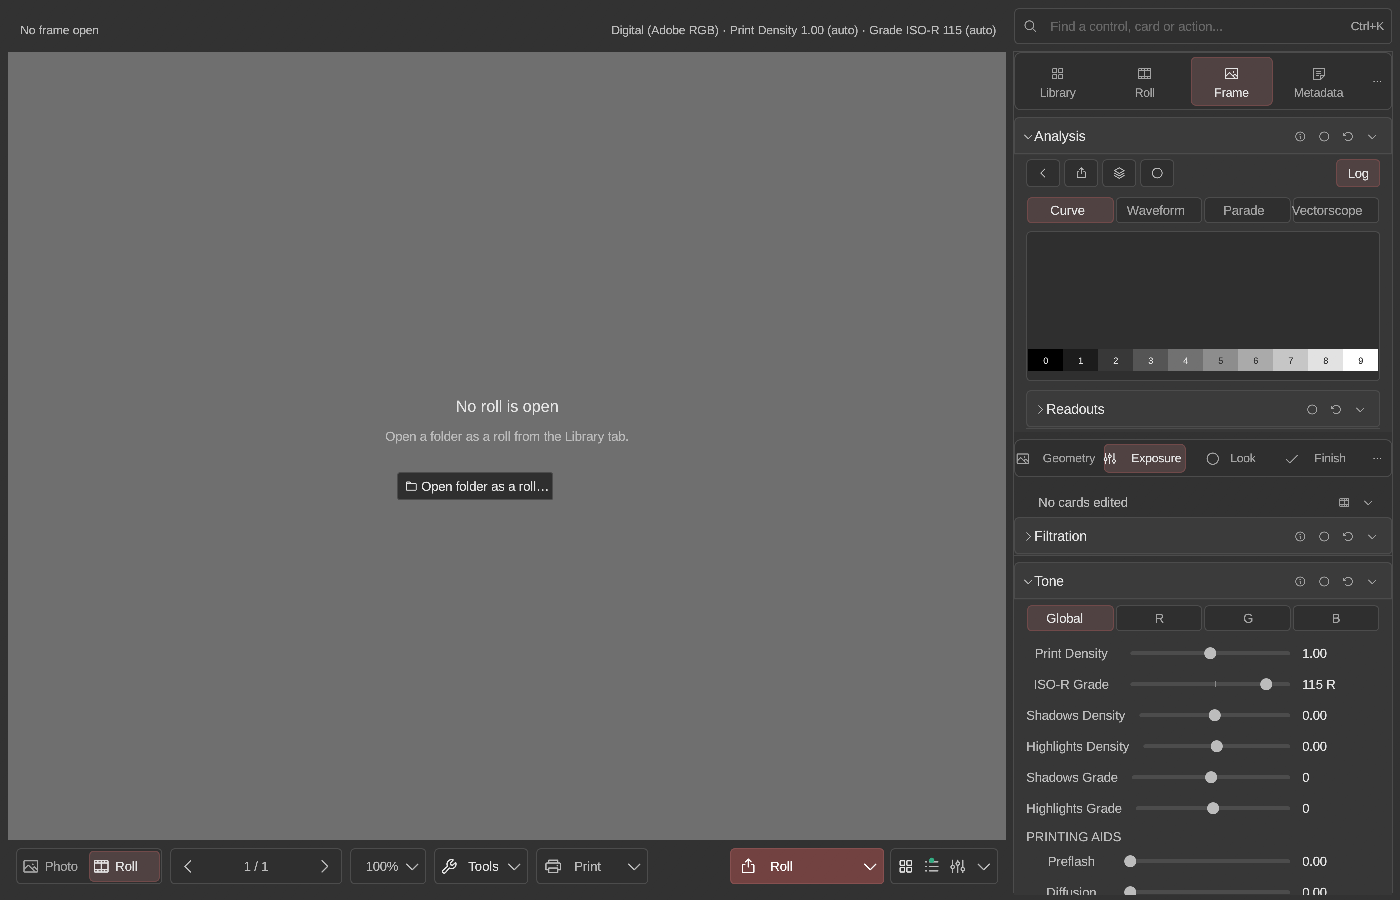 No frame open
Digital (Adobe RGB) · Print Density 1.00 (auto) · Grade ISO-R 115 (auto)
Find a control, card or action...
Ctrl+K
Library
Roll
Frame
Metadata
...
Analysis
Log
Curve
Waveform
Parade
Vectorscope
0 1 2 3 4 5 6 7 8 9
Readouts
Geometry
Exposure
Look
Finish
...
No cards edited
Filtration
Tone
Global
R
G
B
Print Density 1.00
ISO-R Grade 115 R
Shadows Density 0.00
Highlights Density 0.00
Shadows Grade 0
Highlights Grade 0
PRINTING AIDS
Preflash 0.00
Diffusion 0.00
No roll is open
Open a folder as a roll from the Library tab.
Open folder as a roll...
Photo
Roll
1 / 1
100%
Tools
Print
Roll